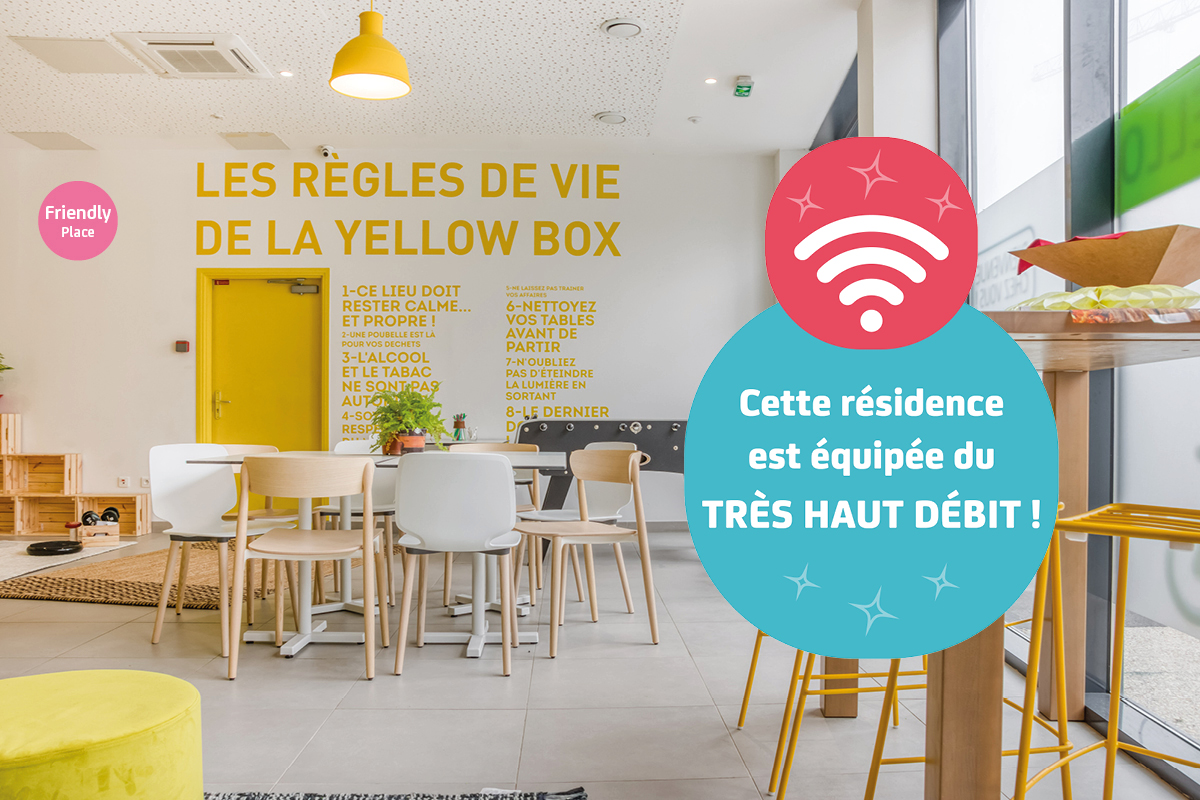 LES RÈGLES DE VIE
DE LA YELLOW BOX
Friendly
Place
1-CE LIEU DOIT
RESTER CALME...
ET PROPRE !
2-UNE POUBELLE EST LÀ
POUR VOS DECHETS
3-L'ALCOOL
ET LE TABAC
NE SONT PAS
5-NE LAISSEZ PAS TRAINER
VOS AFFAIRES
6-NETTOYEZ
VOS TABLES
AVANT DE
PARTIR
7-N'OUBLIEZ
PAS D'ÉTEINDRE
LA LUMIÈRE EN
SORTANT
8-LE DERNIER
Cette résidence
est équipée du
TRÈS HAUT DÉBIT !